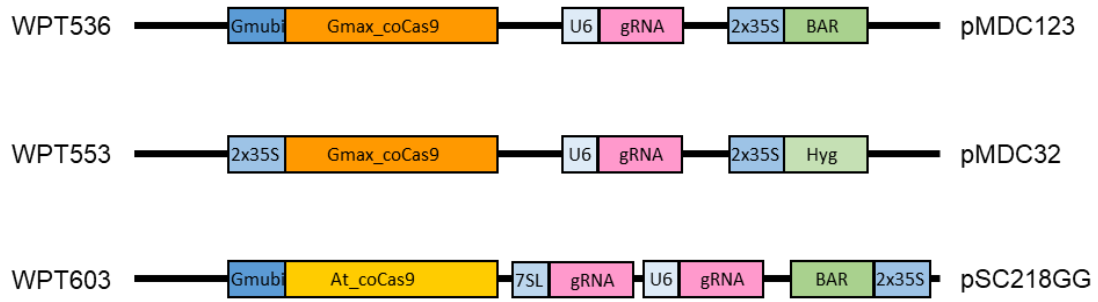 WPT536 Gmubi Gmax_coCas9 U6 gRNA 2x35S BAR pMDC123
WPT553 2x35S Gmax_coCas9 U6 gRNA 2x35S Hyg pMDC32
WPT603 Gmubi At_coCas9 7SL gRNA U6 gRNA BAR 2x35S pSC218GG